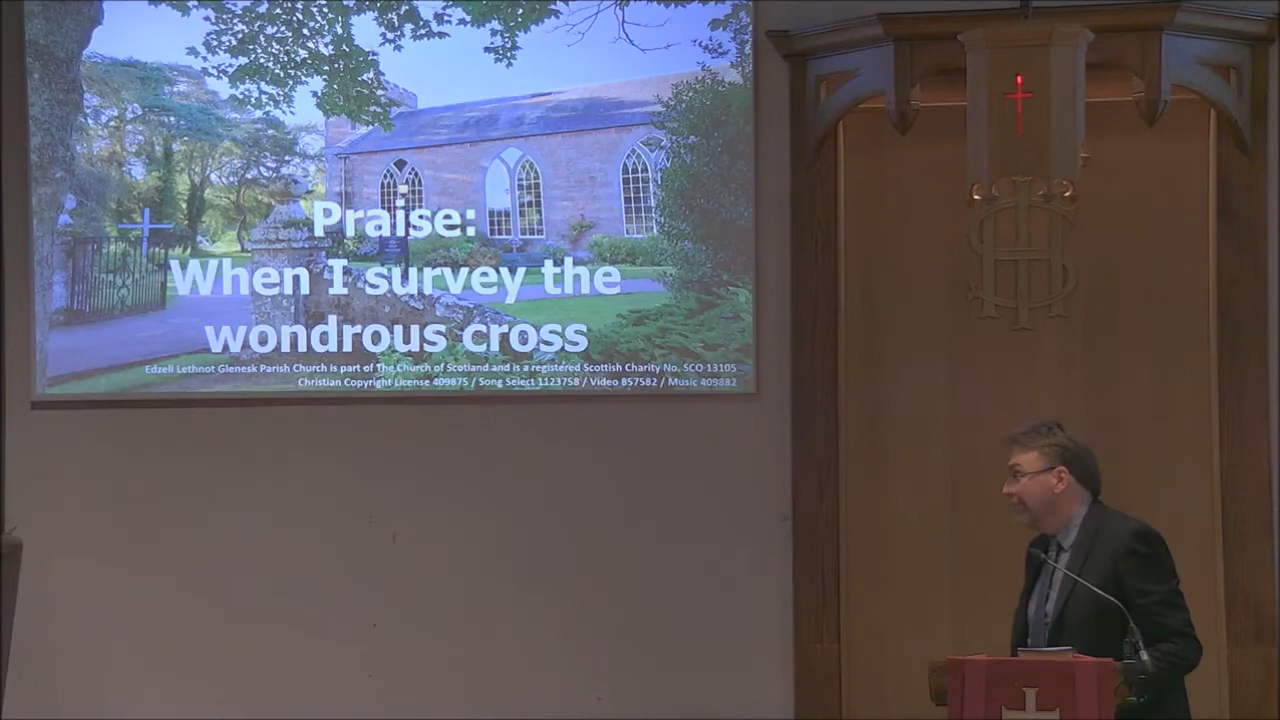 Praise:
When I survey the
wondrous cross
Edzell Lethnot Glenesk Parish Church is part of The Church of Scotland and is a registered Scottish Charity No. SCO 13105
Christian Copyright License 409875 / Song Select 1123758 / Video 857582 / Music 409882
IHS